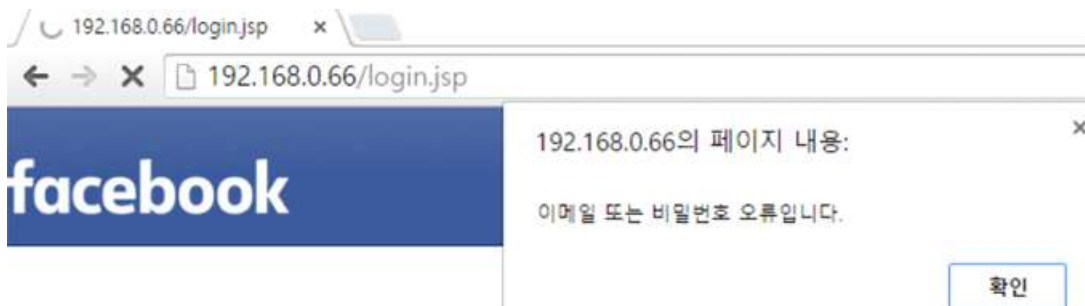 192.168.0.66/login.jsp
192.168.0.66/login.jsp
facebook
192.168.0.66의 페이지 내용:
이메일 또는 비밀번호 오류입니다.
확인